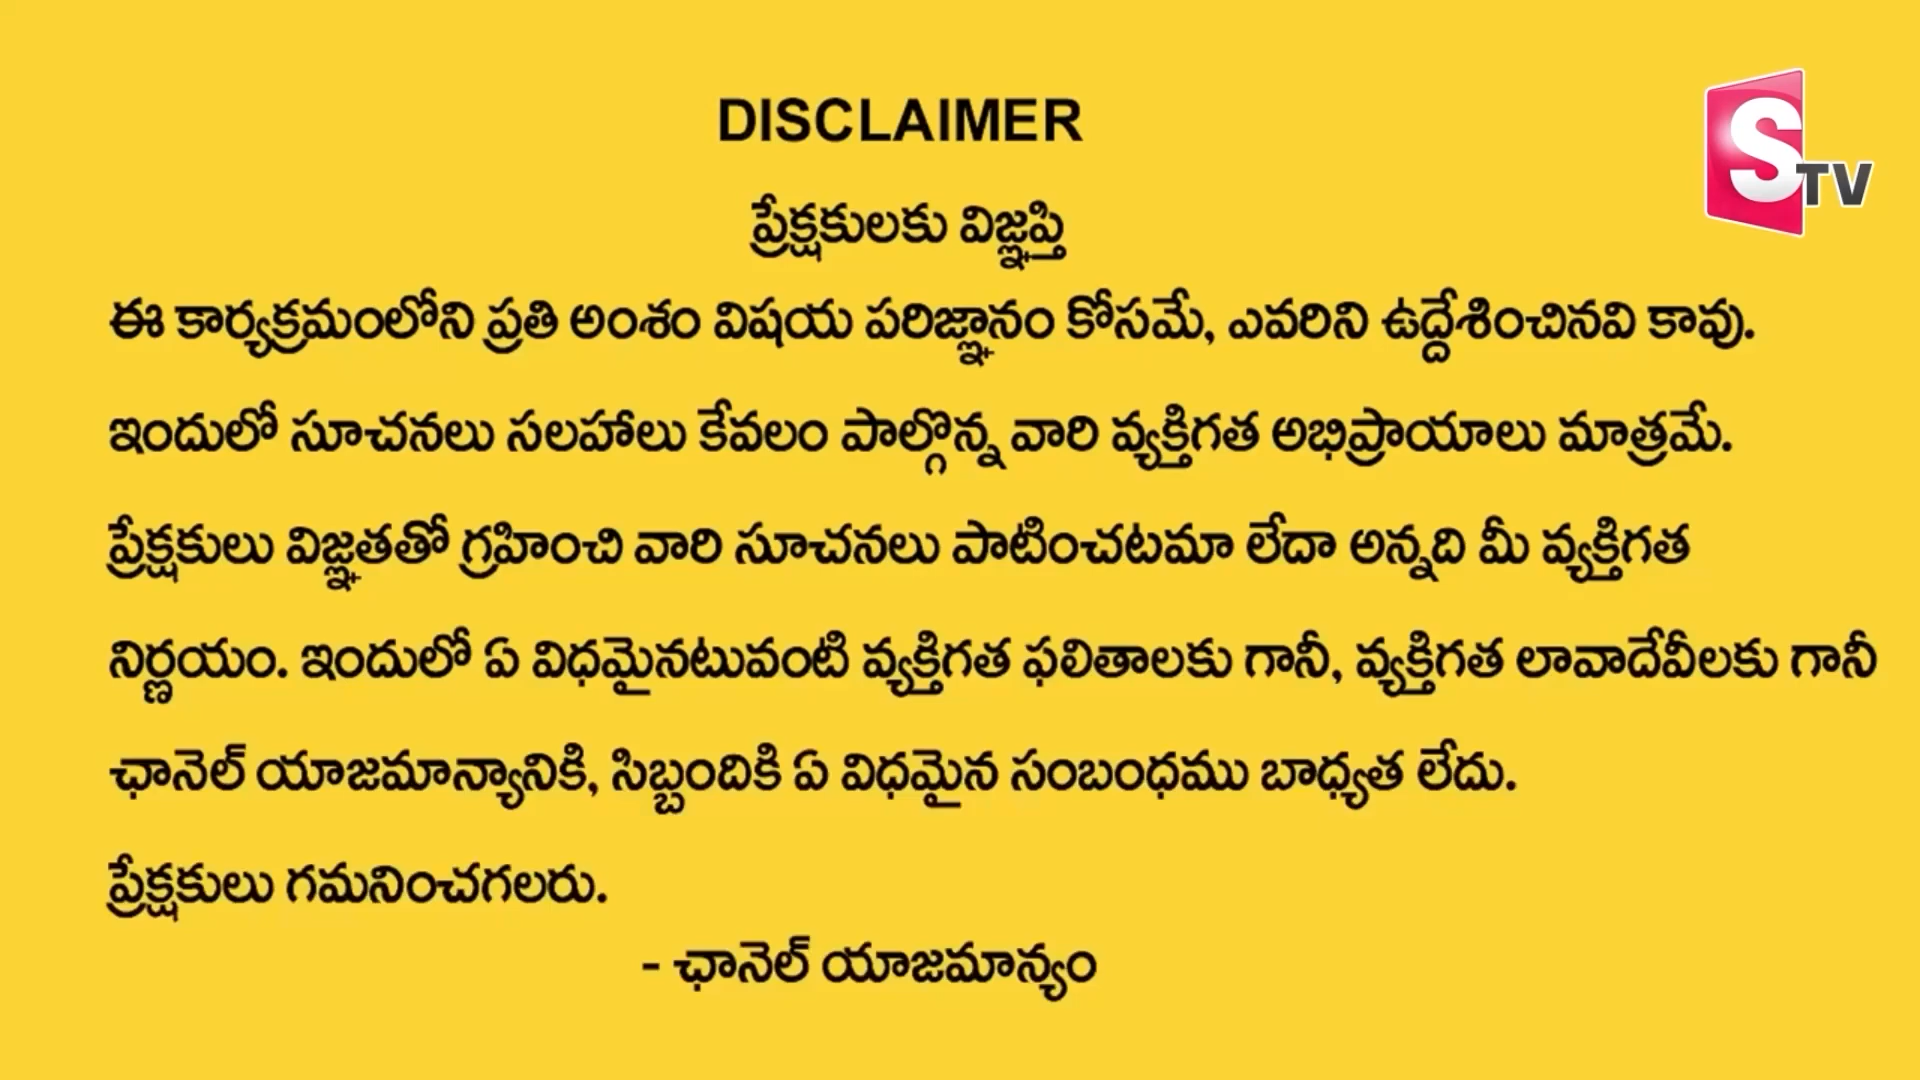 DISCLAIMER
STV
ప్రేక్షకులకు విజ్ఞప్తి
ఈ కార్యక్రమంలోని ప్రతి అంశం విషయ పరిజ్ఞానం కోసమే, ఎవరిని ఉద్దేశించినవి కావు.
ఇందులో సూచనలు సలహాలు కేవలం పాల్గొన్న వారి వ్యక్తిగత అభిప్రాయాలు మాత్రమే.
ప్రేక్షకులు విజ్ఞతతో గ్రహించి వారి సూచనలు పాటించటమా లేదా అన్నది మీ వ్యక్తిగత
నిర్ణయం. ఇందులో ఏ విధమైనటువంటి వ్యక్తిగత ఫలితాలకు గానీ, వ్యక్తిగత లావాదేవీలకు గానీ
ఛానెల్ యాజమాన్యానికి, సిబ్బందికి ఏ విధమైన సంబంధము బాధ్యత లేదు.
ప్రేక్షకులు గమనించగలరు.
- ఛానెల్ యాజమాన్యం